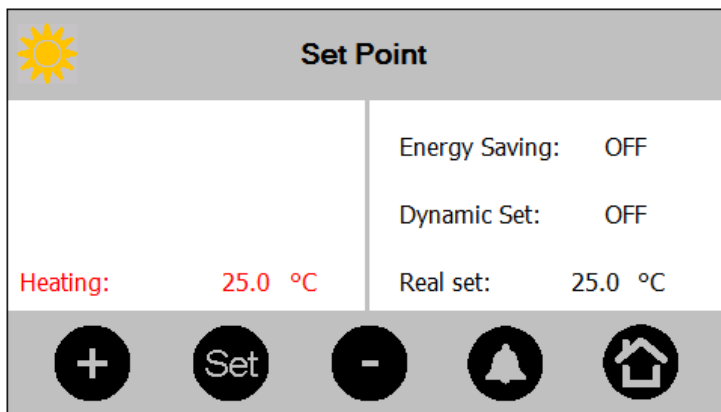 Set Point
Energy Saving: OFF
Dynamic Set: OFF
Heating: 25.0 °C
Real set: 25.0 °C
+
Set
-